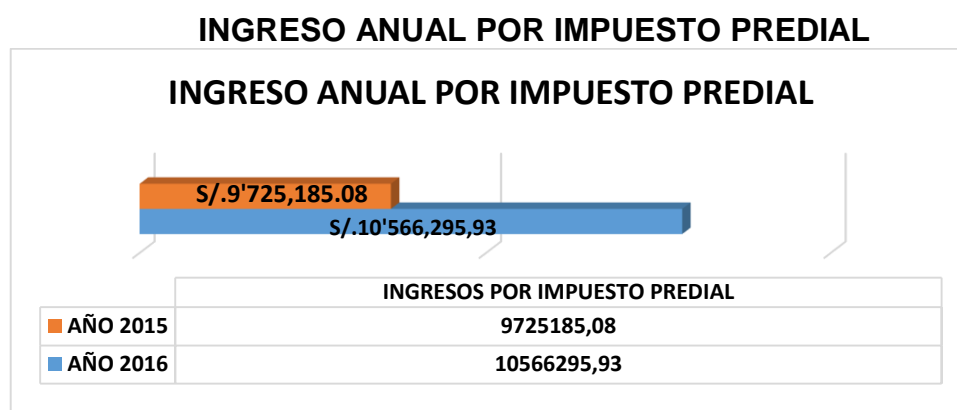 INGRESO ANUAL POR IMPUESTO PREDIAL
INGRESO ANUAL POR IMPUESTO PREDIAL
S/.9'725,185.08
S/.10'566,295,93
INGRESOS POR IMPUESTO PREDIAL
AÑO 2015 9725185,08
AÑO 2016 10566295,93